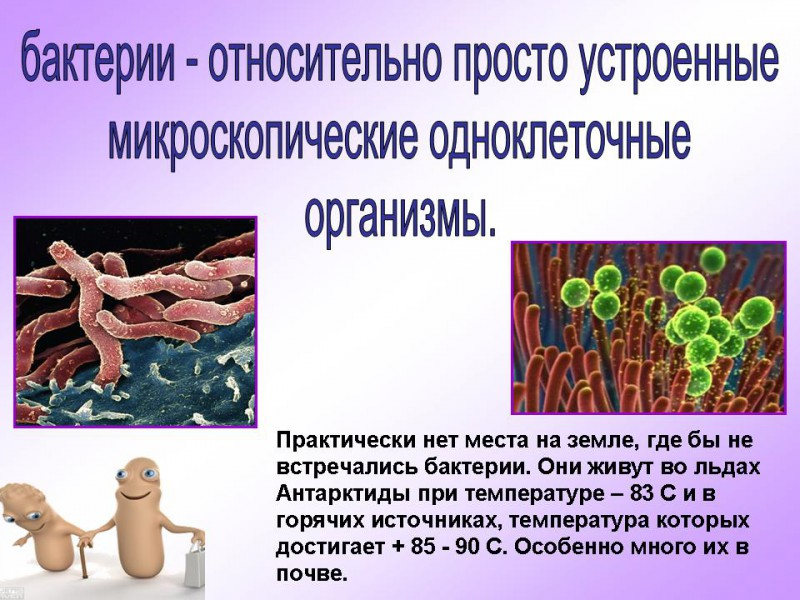 бактерии - относительно просто устроенные
микроскопические одноклеточные
организмы.
Практически нет места на земле, где бы не
встречались бактерии. Они живут во льдах
Антарктиды при температуре – 83 С и в
горячих источниках, температура которых
достигает + 85 - 90 С. Особенно много их в
почве.